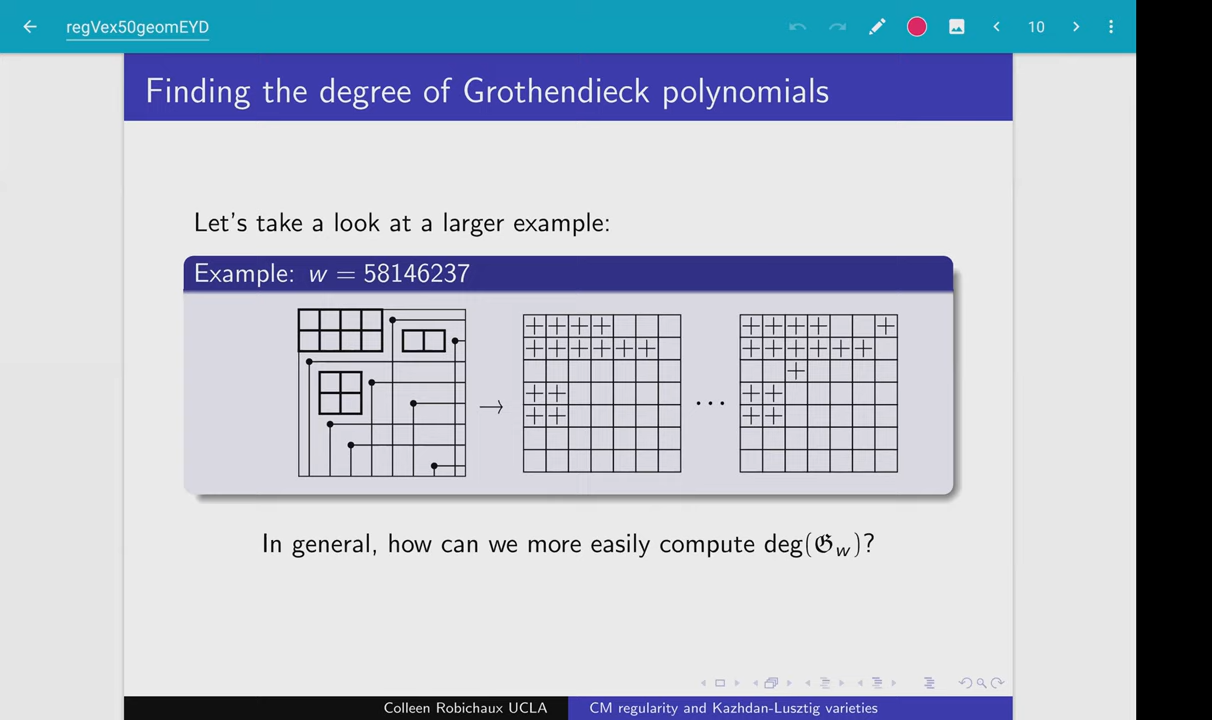 regVex50geomEYD
10
Finding the degree of Grothendieck polynomials
Let's take a look at a larger example:
Example: w = 58146237
→ ...
In general, how can we more easily compute deg(𝔊_w)?
Colleen Robichaux UCLA
CM regularity and Kazhdan-Lusztig varieties